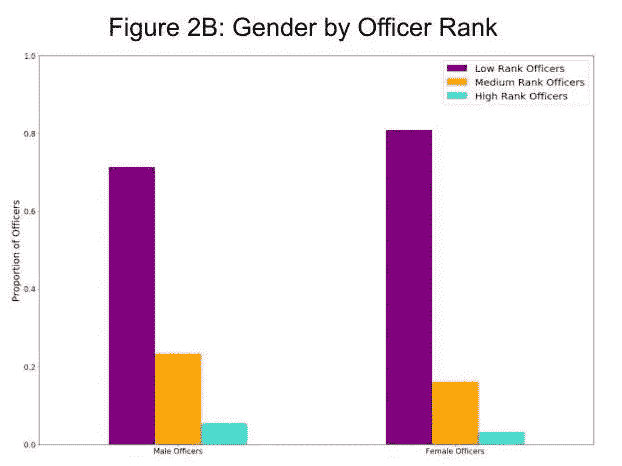 Figure 2B: Gender by Officer Rank
1.0
Low Rank Officers
Medium Rank Officers
High Rank Officers
0.8
0.6
0.4
0.2
0.0
Proportion of Officers
Male Officers
Female Officers